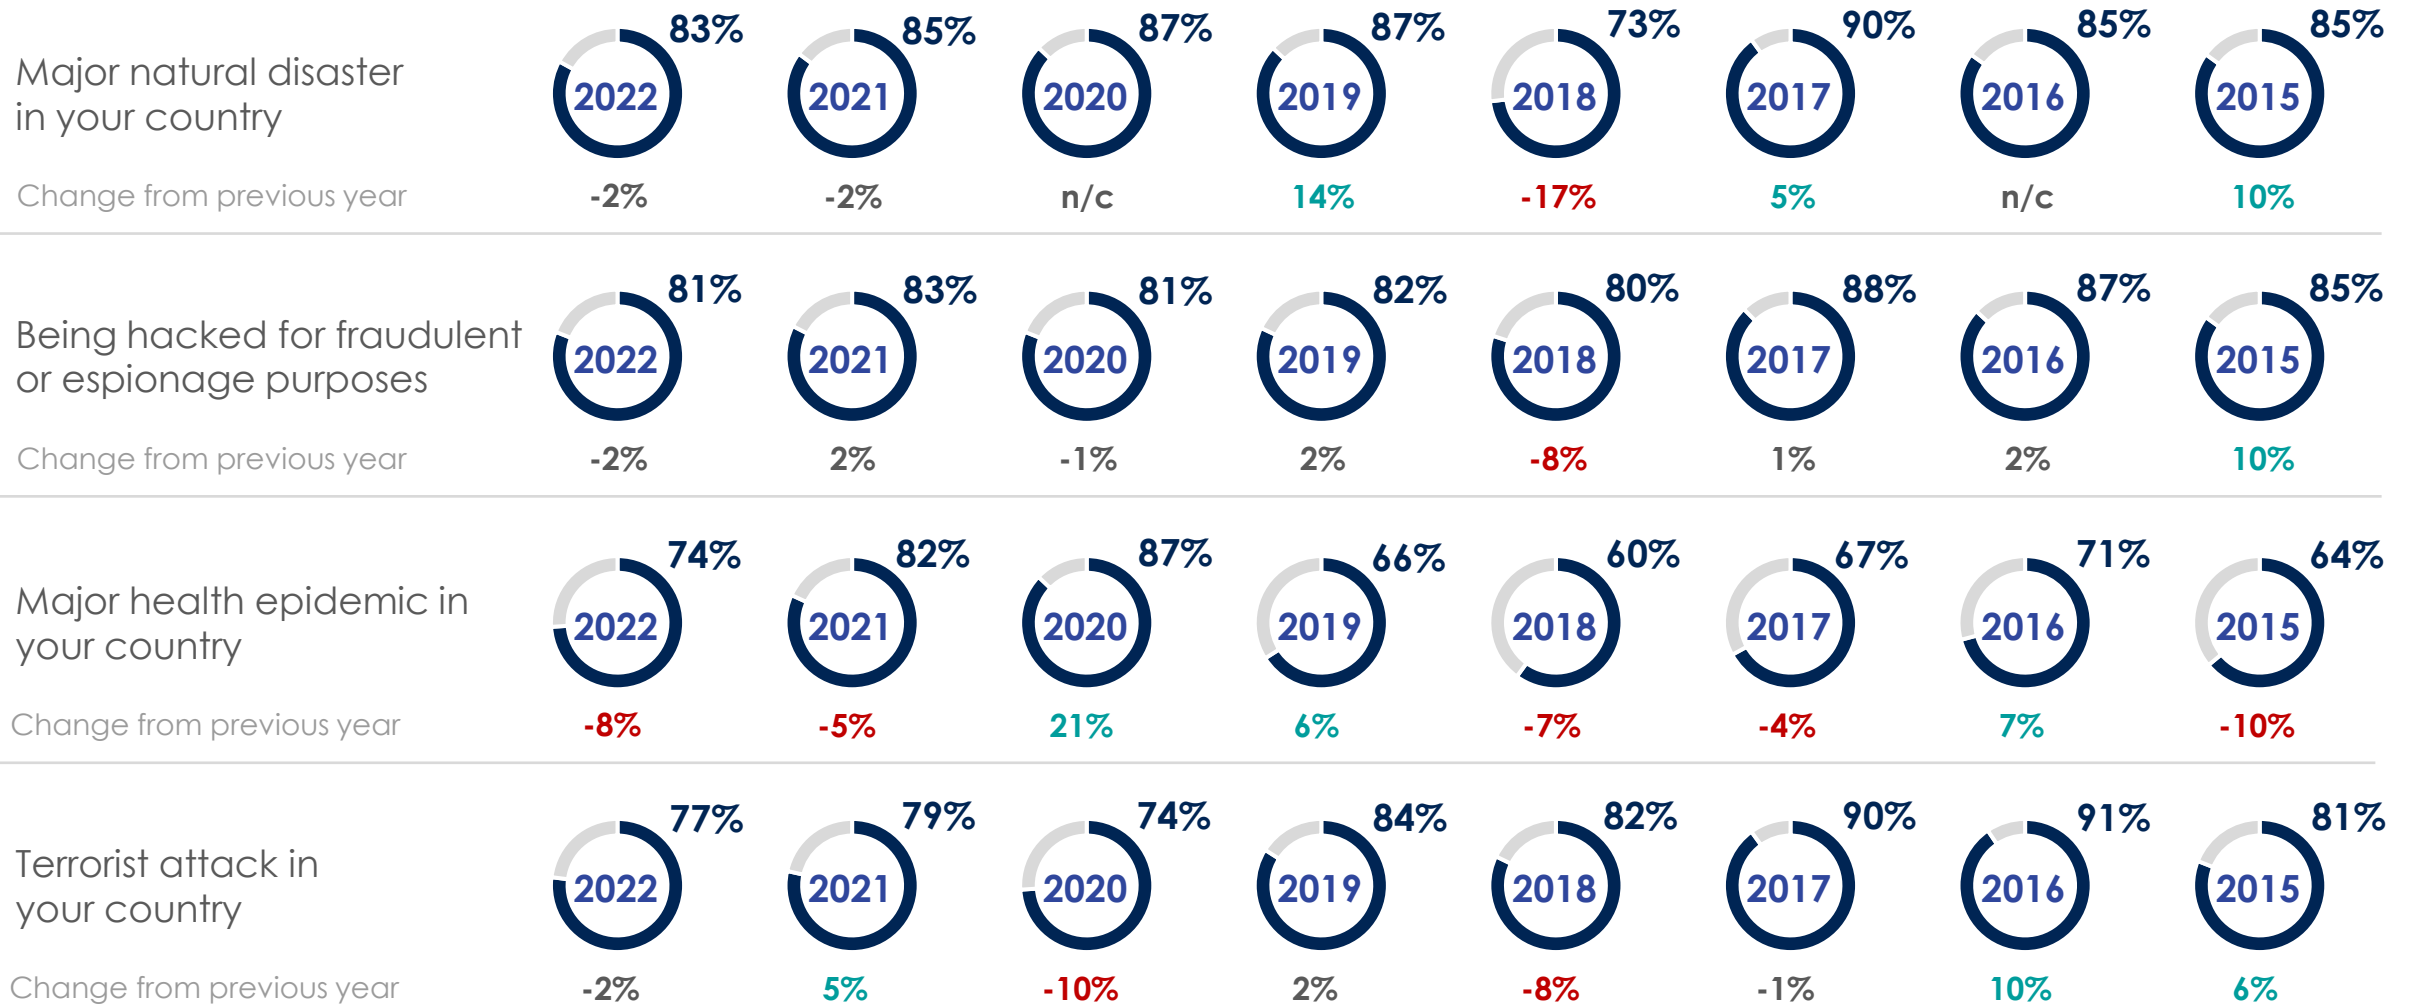 83% 85% 87% 87% 73% 90% 85% 85%
Major natural disaster
in your country
2022 2021 2020 2019 2018 2017 2016 2015
Change from previous year -2% -2% n/c 14% -17% 5% n/c 10%
81% 83% 81% 82% 80% 88% 87% 85%
Being hacked for fraudulent
or espionage purposes
2022 2021 2020 2019 2018 2017 2016 2015
Change from previous year -2% 2% -1% 2% -8% 1% 2% 10%
74% 82% 87% 66% 60% 67% 71% 64%
Major health epidemic in
your country
2022 2021 2020 2019 2018 2017 2016 2015
Change from previous year -8% -5% 21% 6% -7% -4% 7% -10%
77% 79% 74% 84% 82% 90% 91% 81%
Terrorist attack in
your country
2022 2021 2020 2019 2018 2017 2016 2015
Change from previous year -2% 5% -10% 2% -8% -1% 10% 6%